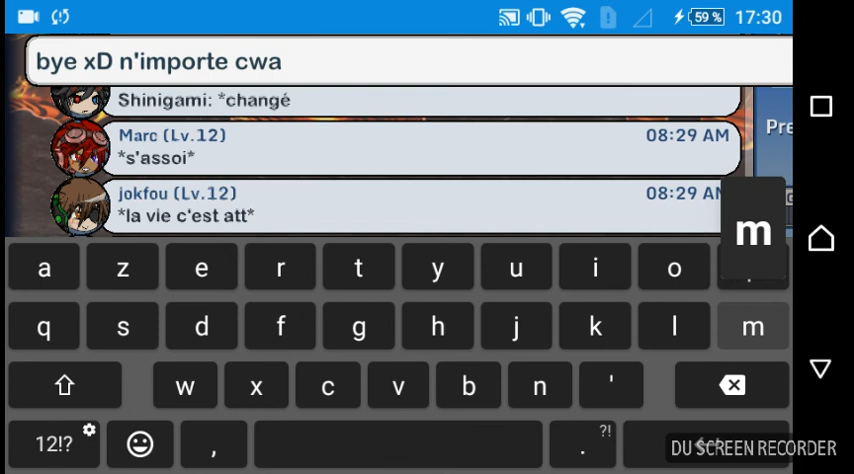 59 % 17:30
bye xD n'importe cwa
Shinigami: *changé
Marc (Lv.12) 08:29 AM
*s'assoi*
Pre
jokfou (Lv.12) 08:29 AM
*la vie c'est att*
m
a z e r t y u i o
q s d f g h j k l m
w x c v b n '
12!? , . ?!
DU SCREEN RECORDER